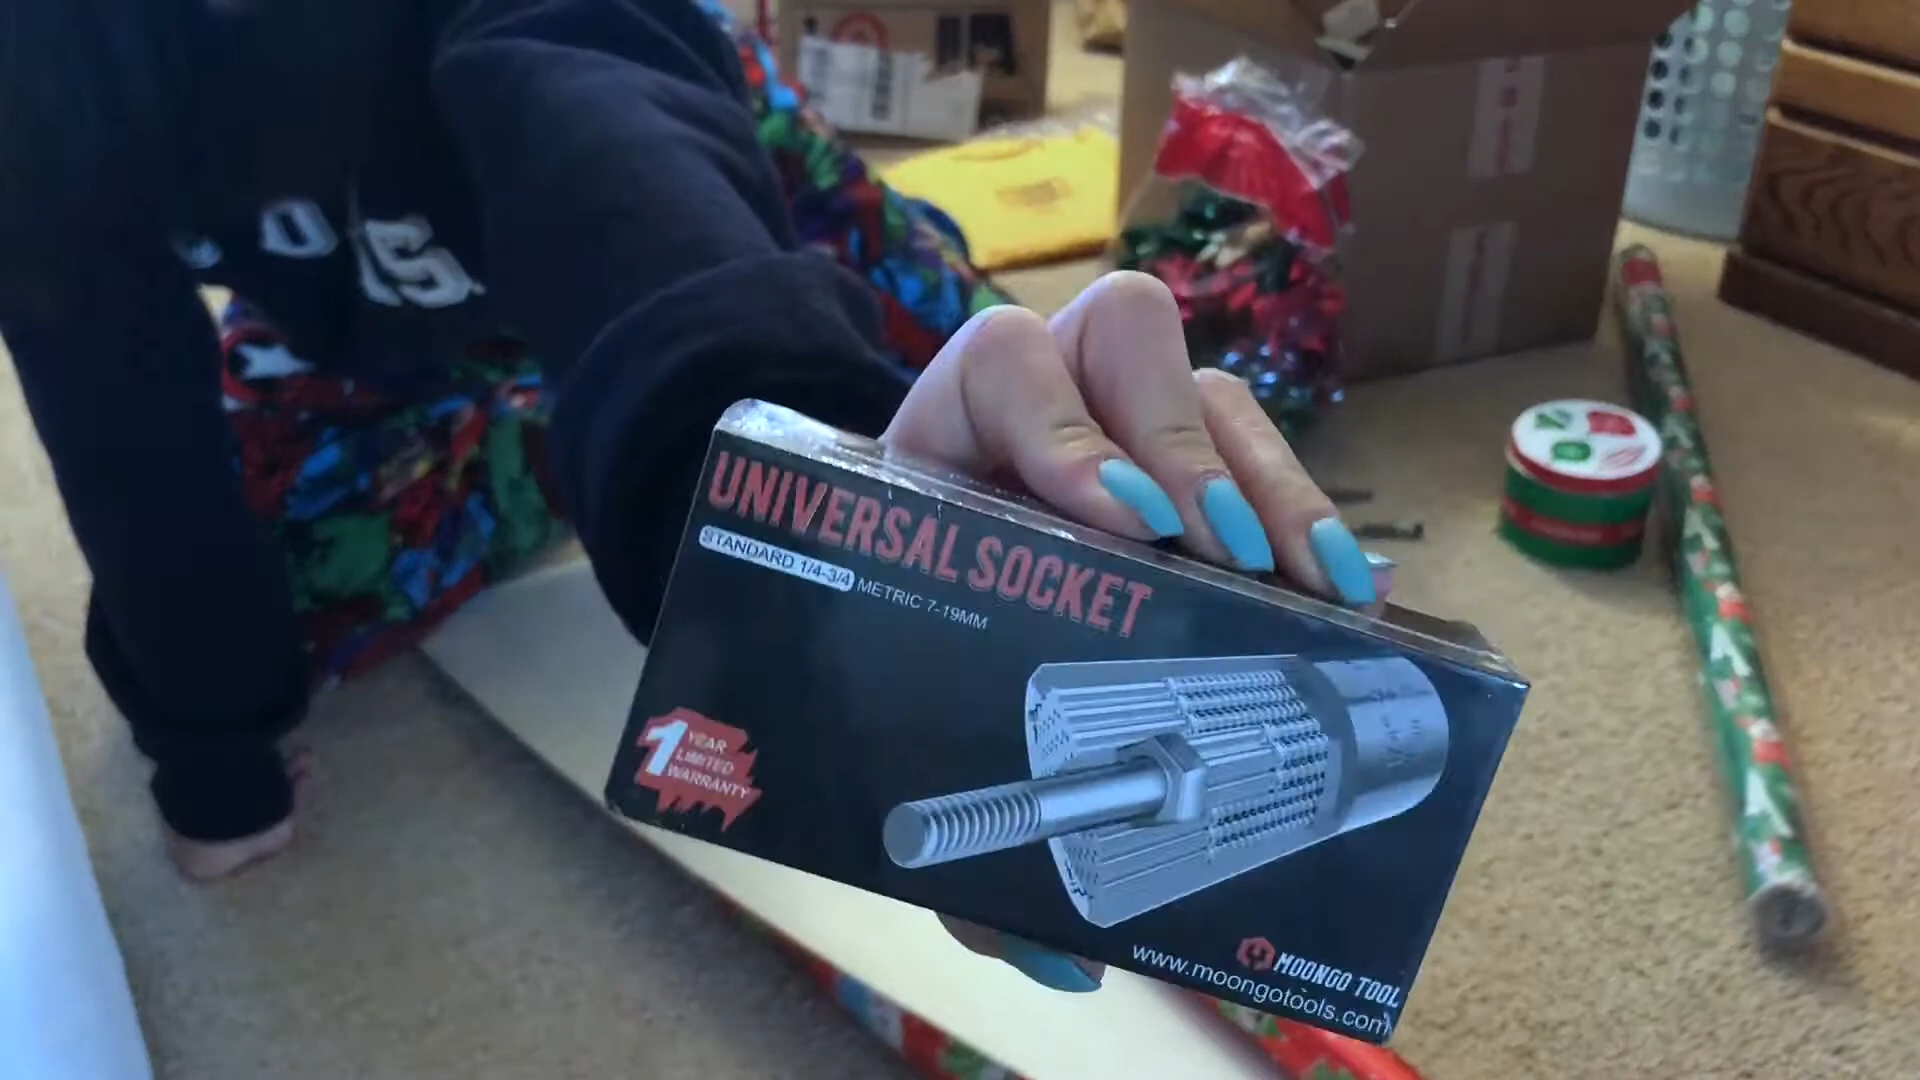 UNIVERSAL SOCKET
STANDARD 1/4-3/4 METRIC 7-19MM
1 YEAR
LIMITED
WARRANTY
MOONGO TOOL
www.moongotools.com